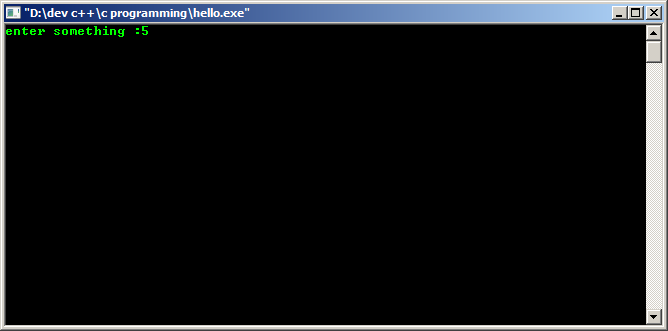 "D:\dev c++\c programming\hello.exe"
enter something :5